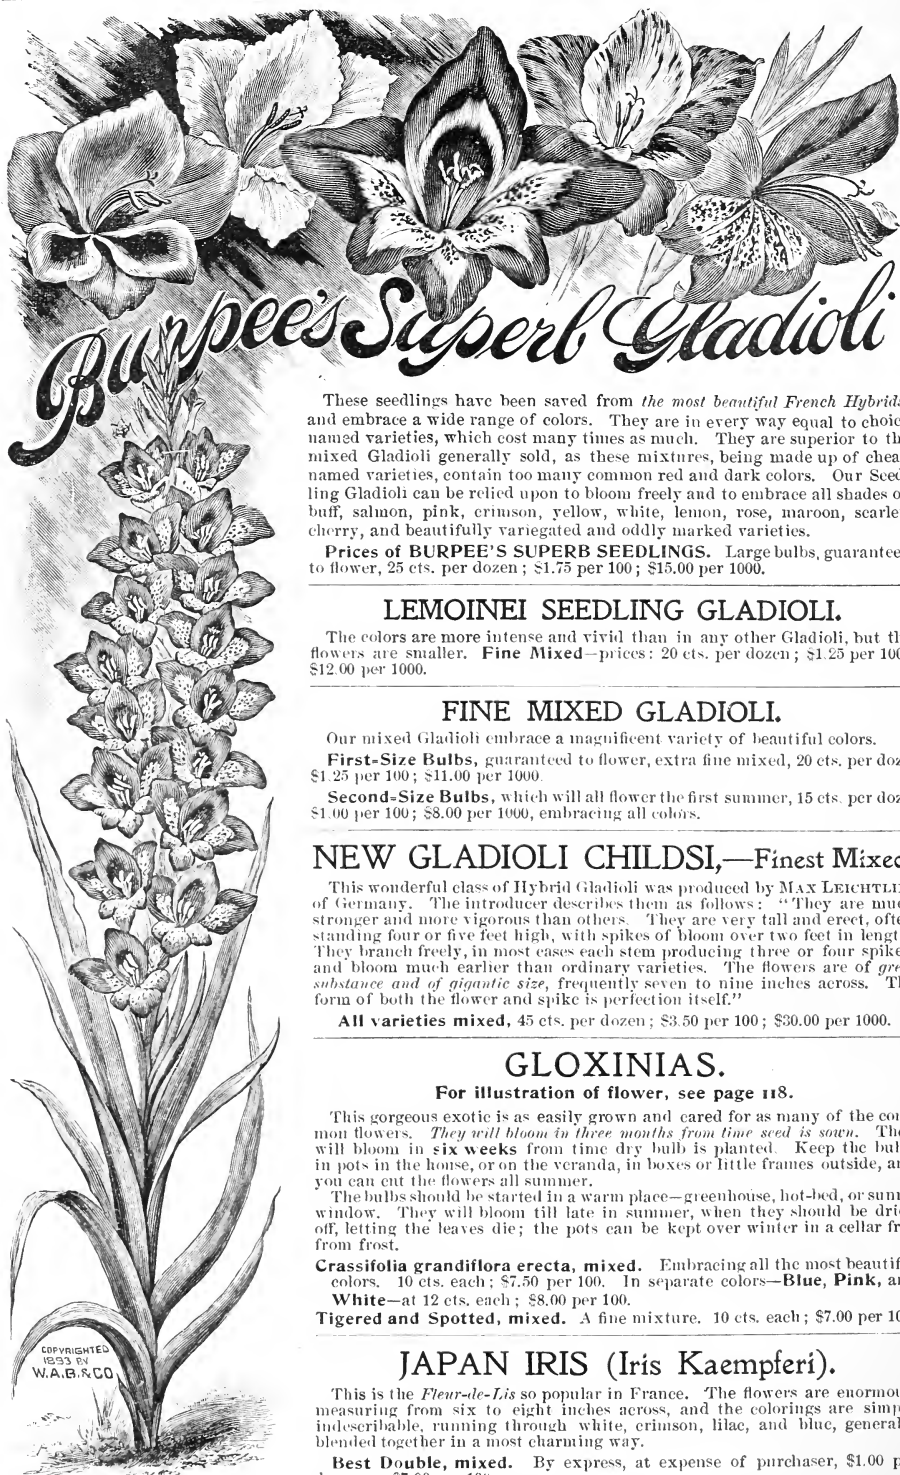 Burpee's Superb Gladioli
These seedlings have been saved from the most beautiful French Hybrids
and embrace a wide range of colors. They are in every way equal to choic
named varieties, which cost many times as much. They are superior to th
mixed Gladioli generally sold, as these mixtures, being made up of chea
named varieties, contain too many common red and dark colors. Our Seed
ling Gladioli can be relied upon to bloom freely and to embrace all shades o
buff, salmon, pink, crimson, yellow, white, lemon, rose, maroon, scarle
cherry, and beautifully variegated and oddly marked varieties.
Prices of BURPEE'S SUPERB SEEDLINGS. Large bulbs, guarantee
to flower, 25 cts. per dozen ; $1.75 per 100 ; $15.00 per 1000.
LEMOINEI SEEDLING GLADIOLI.
The colors are more intense and vivid than in any other Gladioli, but th
flowers are smaller. Fine Mixed—prices : 20 cts. per dozen ; $1.25 per 100
$12.00 per 1000.
FINE MIXED GLADIOLI.
Our mixed Gladioli embrace a magnificent variety of beautiful colors.
First-Size Bulbs, guaranteed to flower, extra fine mixed, 20 cts. per doz
$1.25 per 100 ; $11.00 per 1000.
Second-Size Bulbs, which will all flower the first summer, 15 cts. per doz
$1.00 per 100 ; $8.00 per 1000, embracing all colors.
NEW GLADIOLI CHILDSI,—Finest Mixed
This wonderful class of Hybrid Gladioli was produced by MAX LEICHTLI
of Germany. The introducer describes them as follows : "They are muc
stronger and more vigorous than others. They are very tall and erect, ofte
standing four or five feet high, with spikes of bloom over two feet in lengt
They branch freely, in most cases each stem producing three or four spike
and bloom much earlier than ordinary varieties. The flowers are of gre
substance and of gigantic size, frequently seven to nine inches across. Th
form of both the flower and spike is perfection itself."
All varieties mixed, 45 cts. per dozen ; $3.50 per 100 ; $30.00 per 1000.
GLOXINIAS.
For illustration of flower, see page 118.
This gorgeous exotic is as easily grown and cared for as many of the com
mon flowers. They will bloom in three months from time seed is sown. The
will bloom in six weeks from time dry bulb is planted. Keep the bul
in pots in the house, or on the veranda, in boxes or little frames outside, an
you can cut the flowers all summer.
The bulbs should be started in a warm place—greenhouse, hot-bed, or sunn
window. They will bloom till late in summer, when they should be drie
off, letting the leaves die ; the pots can be kept over winter in a cellar fr
from frost.
Crassifolia grandiflora erecta, mixed. Embracing all the most beautif
colors. 10 cts. each ; $7.50 per 100. In separate colors—Blue, Pink, an
White—at 12 cts. each ; $8.00 per 100.
Tigered and Spotted, mixed. A fine mixture. 10 cts. each ; $7.00 per 10
JAPAN IRIS (Iris Kaempferi).
This is the Fleur-de-Lis so popular in France. The flowers are enormou
measuring from six to eight inches across, and the colorings are simp
indescribable, running through white, crimson, lilac, and blue, general
blended together in a most charming way.
Best Double, mixed. By express, at expense of purchaser, $1.00 p
COPYRIGHTED
1893 BY
W.A.B.&CO.